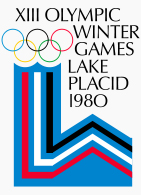 XIII OLYMPIC
WINTER
GAMES
LAKE
PLACID
1980